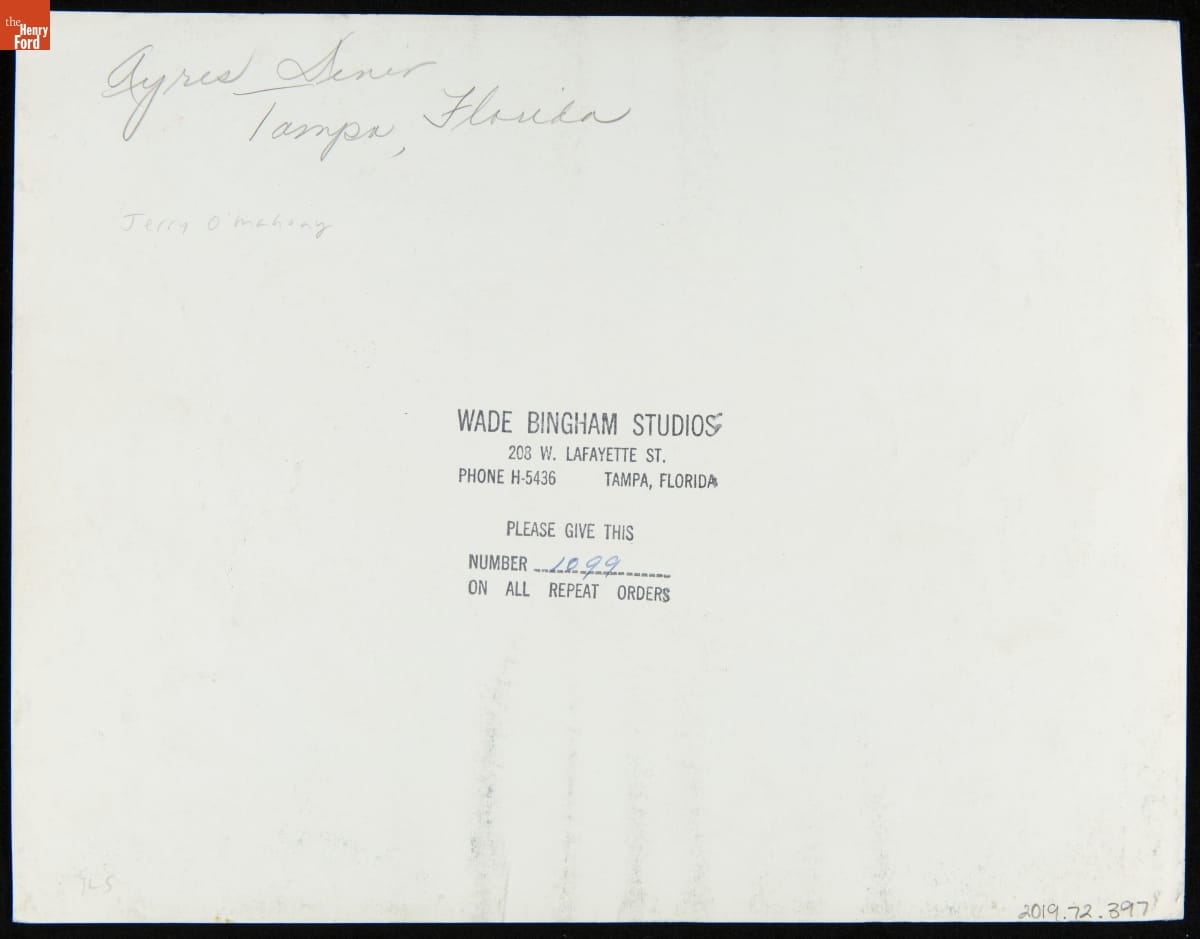 the
Henry
Ford
Ayres Diner
Tampa, Florida
Jerry O'Mahony
WADE BINGHAM STUDIOS
208 W. LAFAYETTE ST.
PHONE H-5436 TAMPA, FLORIDA
PLEASE GIVE THIS
NUMBER 1099
ON ALL REPEAT ORDERS
2019.72.397